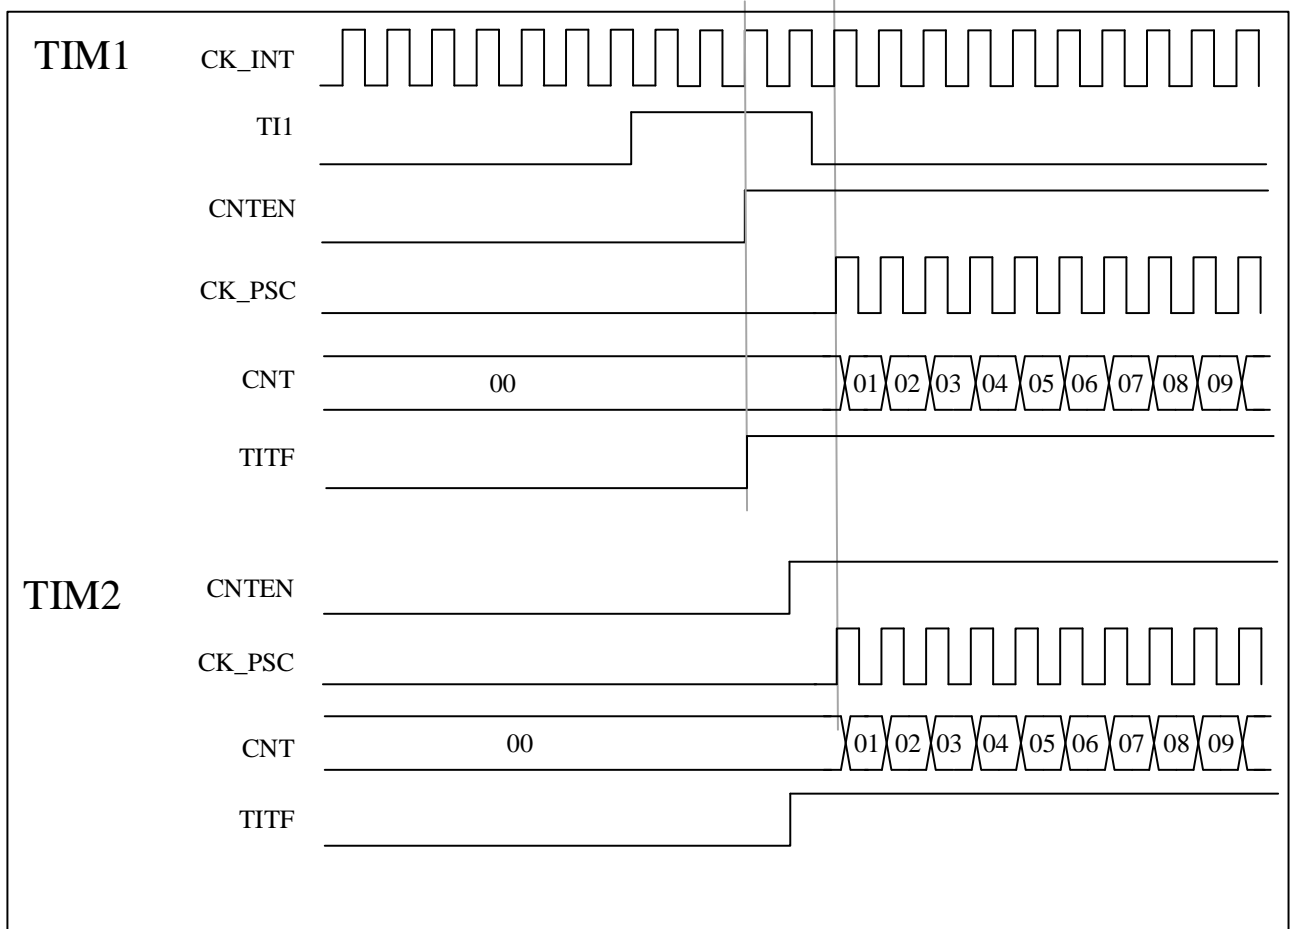 TIM1
CK_INT
TI1
CNTEN
CK_PSC
CNT 00 01 02 03 04 05 06 07 08 09
TITF
TIM2
CNTEN
CK_PSC
CNT 00 01 02 03 04 05 06 07 08 09
TITF